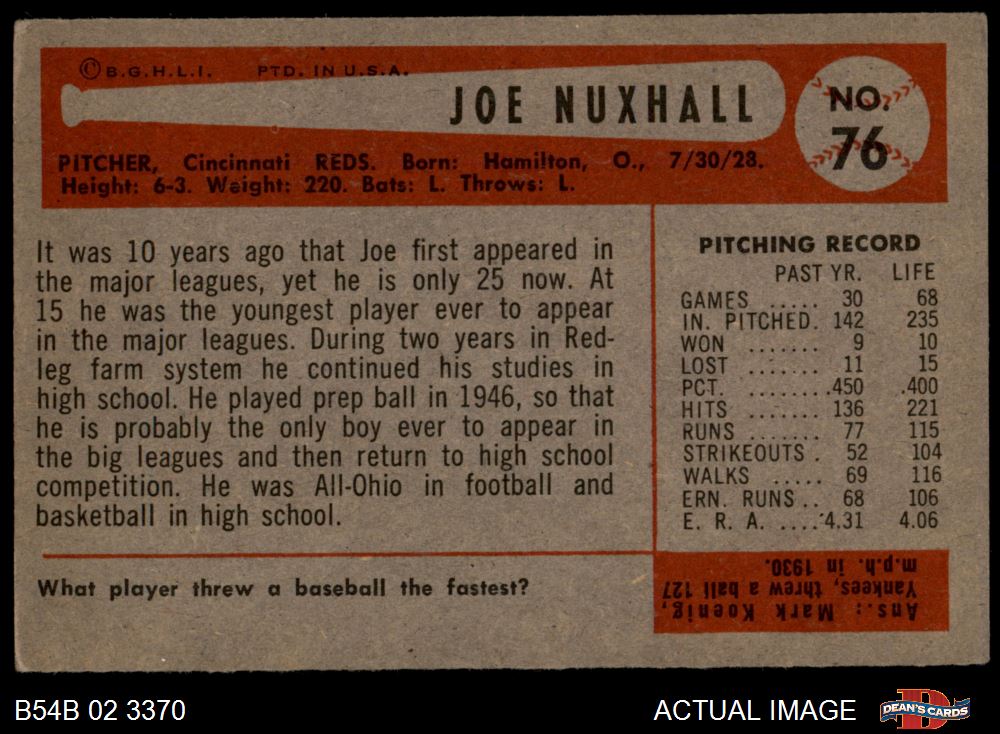 © B.G.H.L.I. PTD. IN U.S.A.
JOE NUXHALL
NO.
76
PITCHER, Cincinnati REDS. Born: Hamilton, O., 7/30/28.
Height: 6-3. Weight: 220. Bats: L. Throws: L.
It was 10 years ago that Joe first appeared in
the major leagues, yet he is only 25 now. At
15 he was the youngest player ever to appear
in the major leagues. During two years in Red-
leg farm system he continued his studies in
high school. He played prep ball in 1946, so that
he is probably the only boy ever to appear in
the big leagues and then return to high school
competition. He was All-Ohio in football and
basketball in high school.
PITCHING RECORD
PAST YR. LIFE
GAMES ..... 30 68
IN. PITCHED. 142 235
WON ....... 9 10
LOST ....... 11 15
PCT. ....... .450 .400
HITS ....... 136 221
RUNS ....... 77 115
STRIKEOUTS . 52 104
WALKS ..... 69 116
ERN. RUNS .. 68 106
E. R. A. .... 4.31 4.06
What player threw a baseball the fastest?
Ans.: Mark Koenig,
Yankees, threw a ball 127
m.p.h. in 1930.
B54B 02 3370
ACTUAL IMAGE
DEAN'S CARDS